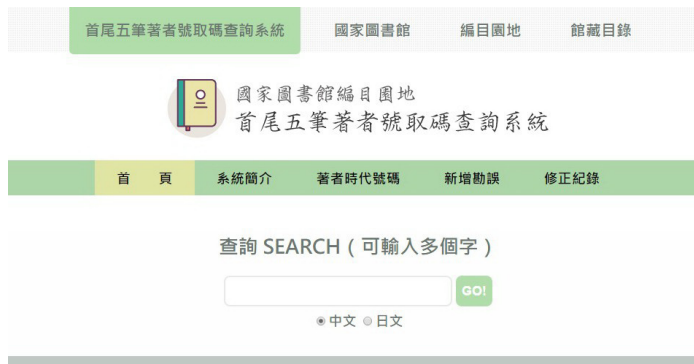 首尾五筆著者號取碼查詢系統 國家圖書館 編目園地 館藏目錄
國家圖書館編目園地
首尾五筆著者號取碼查詢系統
首 頁 系統簡介 著者時代號碼 新增勘誤 修正紀錄
查詢 SEARCH ( 可輸入多個字 )
GO!
中文 日文